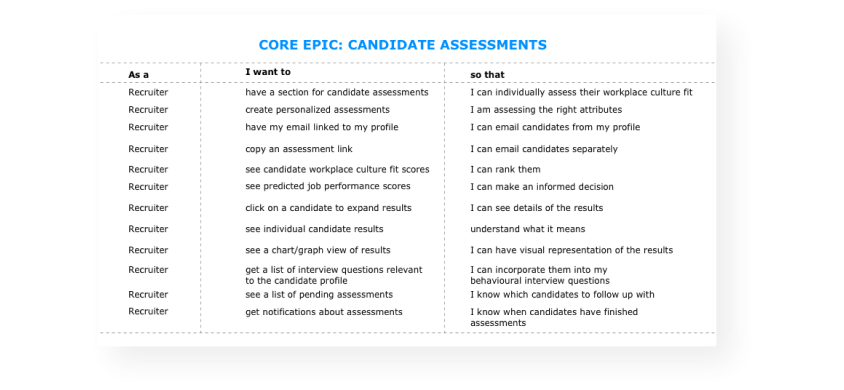 CORE EPIC: CANDIDATE ASSESSMENTS
As a I want to so that
Recruiter have a section for candidate assessments I can individually assess their workplace culture fit
Recruiter create personalized assessments I am assessing the right attributes
Recruiter have my email linked to my profile I can email candidates from my profile
Recruiter copy an assessment link I can email candidates separately
Recruiter see candidate workplace culture fit scores I can rank them
Recruiter see predicted job performance scores I can make an informed decision
Recruiter click on a candidate to expand results I can see details of the results
Recruiter see individual candidate results understand what it means
Recruiter see a chart/graph view of results I can have visual representation of the results
Recruiter get a list of interview questions relevant I can incorporate them into my
to the candidate profile behavioural interview questions
Recruiter see a list of pending assessments I know which candidates to follow up with
Recruiter get notifications about assessments I know when candidates have finished
assessments